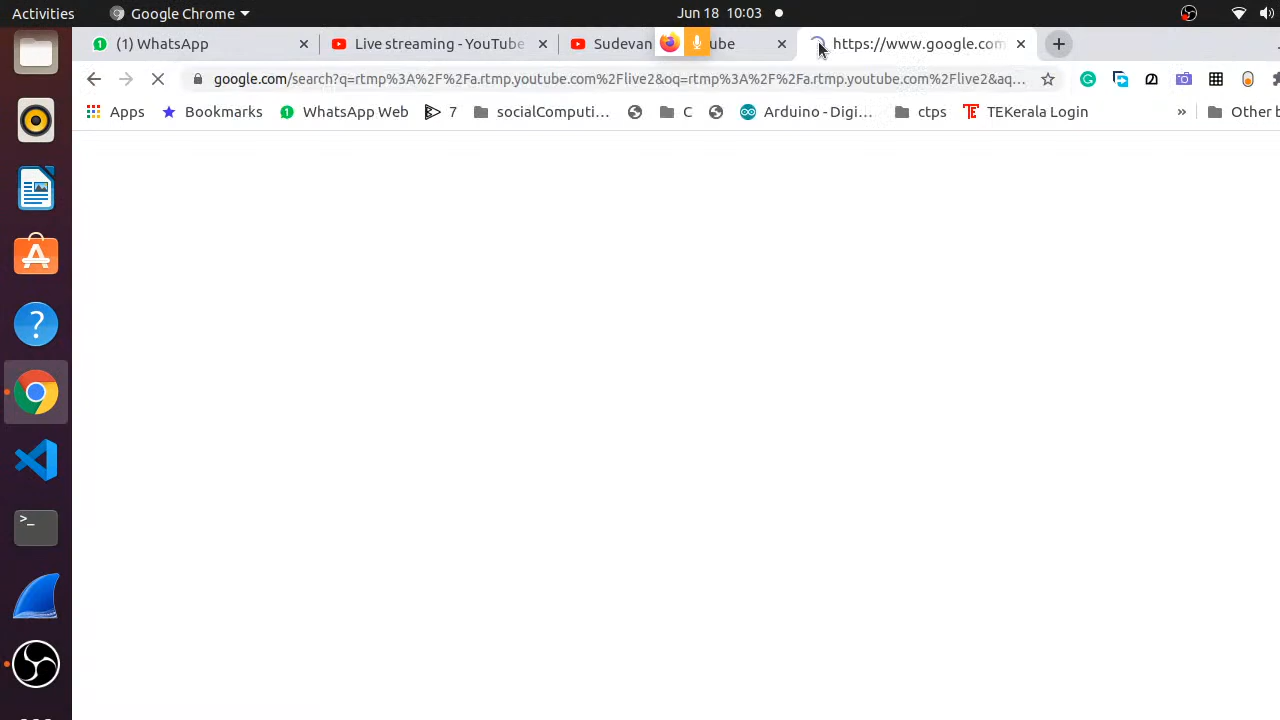 Activities Google Chrome Jun 18 10:03
(1) WhatsApp Live streaming - YouTube Sudevan ube https://www.google.com
google.com/search?q=rtmp%3A%2F%2Fa.rtmp.youtube.com%2Flive2&oq=rtmp%3A%2F%2Fa.rtmp.youtube.com%2Flive2&aq...
Apps Bookmarks WhatsApp Web 7 socialComputi... C Arduino - Digi... ctps TEKerala Login » Other b